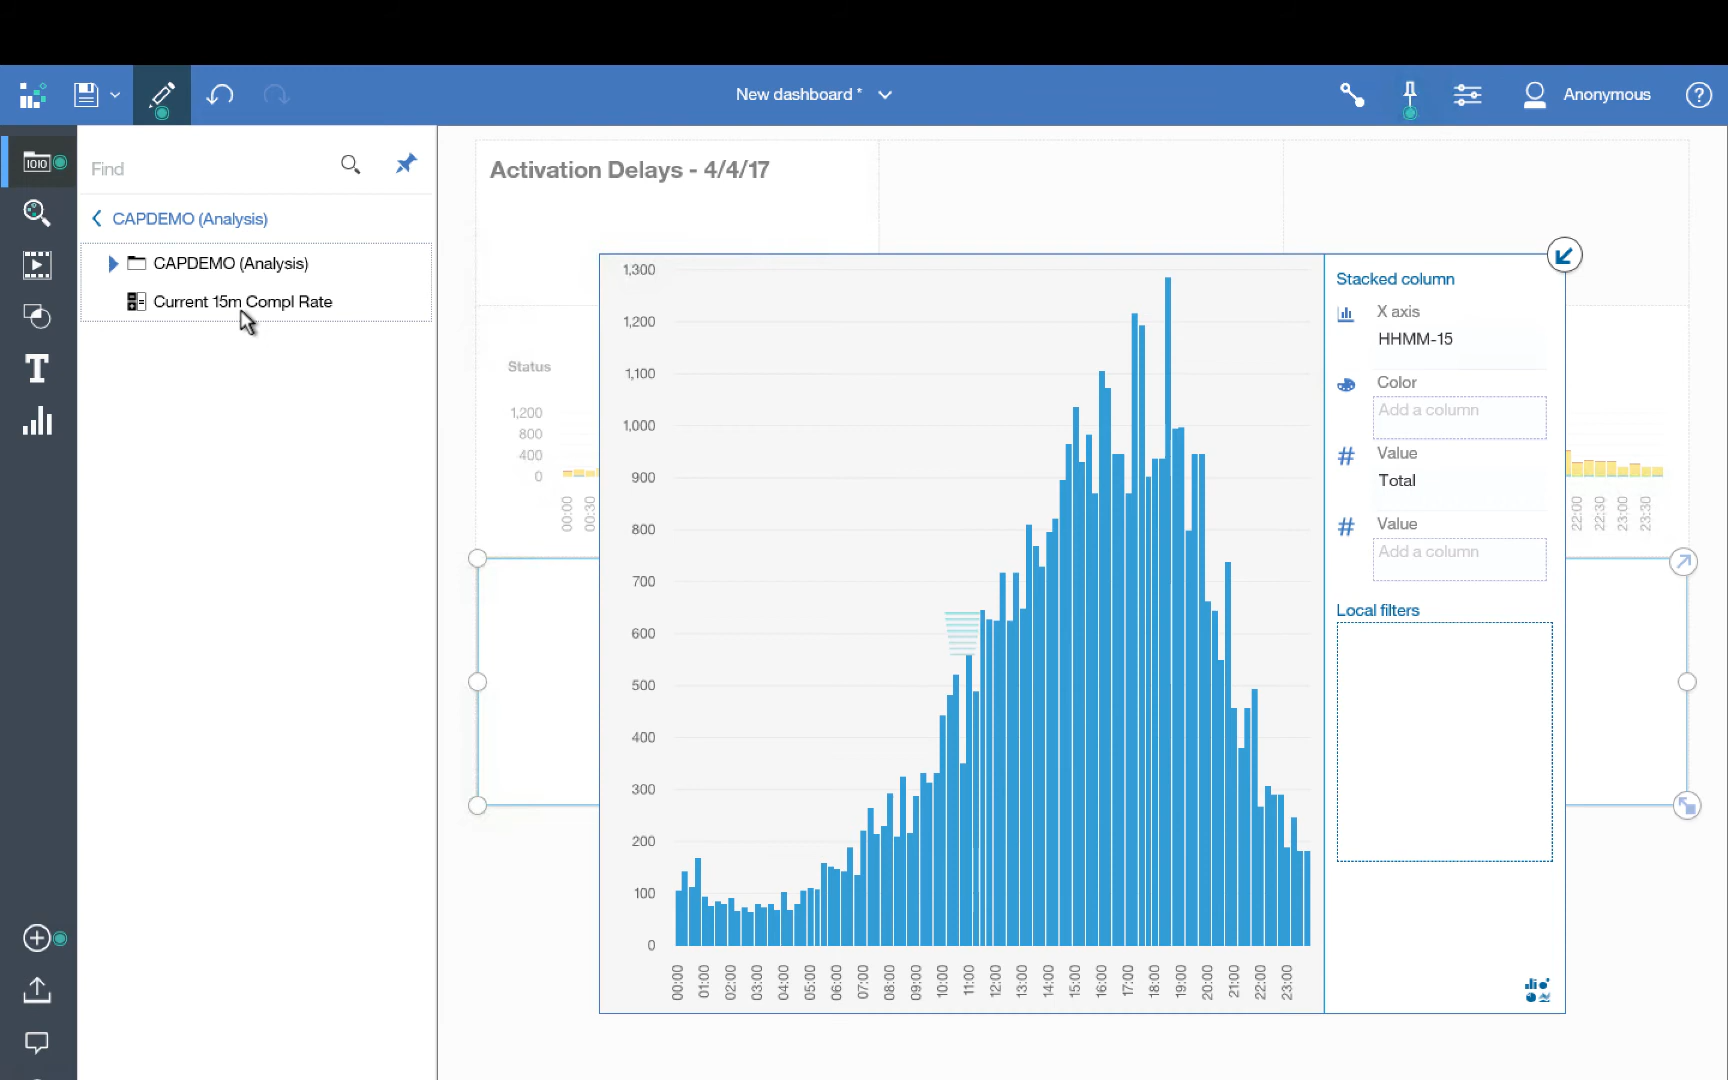 New dashboard *
Anonymous
?
1010
Find
CAPDEMO (Analysis)
CAPDEMO (Analysis)
Current 15m Compl Rate
T
Activation Delays - 4/4/17
Status
1,200
800
400
0
00:00
00:30
1,300
1,200
1,100
1,000
900
800
700
600
500
400
300
200
100
0
00:00
01:00
02:00
03:00
04:00
05:00
06:00
07:00
08:00
09:00
10:00
11:00
12:00
13:00
14:00
15:00
16:00
17:00
18:00
19:00
20:00
21:00
22:00
23:00
Stacked column
X axis
HHMM-15
Color
Add a column
# Value
Total
# Value
Add a column
Local filters
22:00
22:30
23:00
23:30